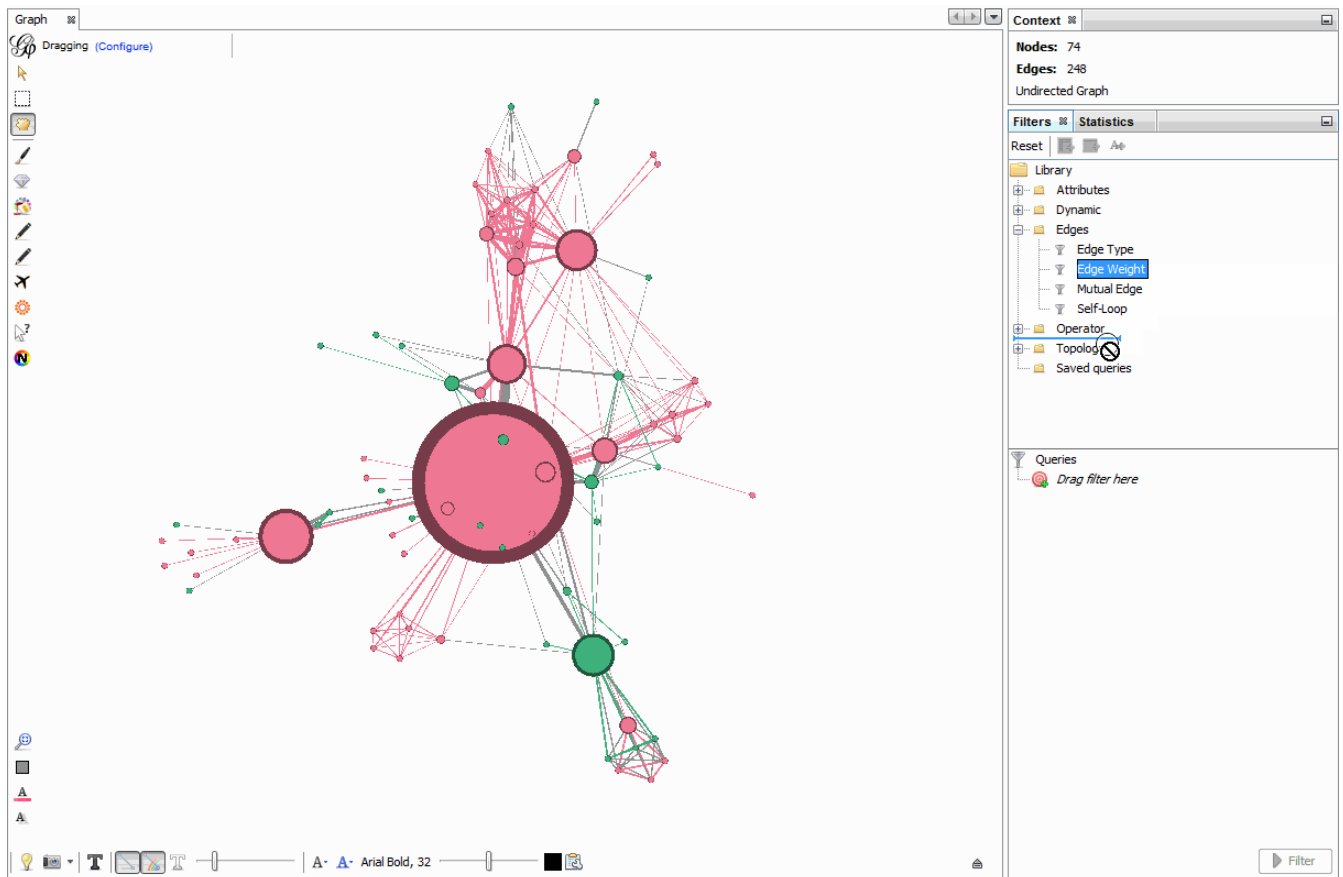 Graph
Dragging (Configure)
Arial Bold, 32
Context
Nodes: 74
Edges: 248
Undirected Graph
Filters Statistics
Reset
Library
Attributes
Dynamic
Edges
Edge Type
Edge Weight
Mutual Edge
Self-Loop
Operator
Topology
Saved queries
Queries
Drag filter here
Filter